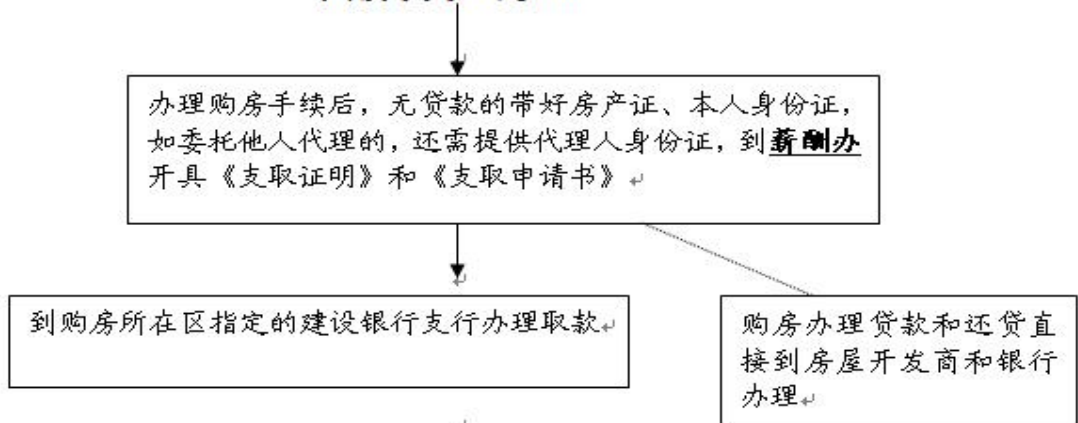 办理购房手续后，无贷款的带好房产证、本人身份证，
如委托他人代理的，还需提供代理人身份证，到薪酬办
开具《支取证明》和《支取申请书》
到购房所在区指定的建设银行支行办理取款
购房办理贷款和还贷直
接到房屋开发商和银行
办理